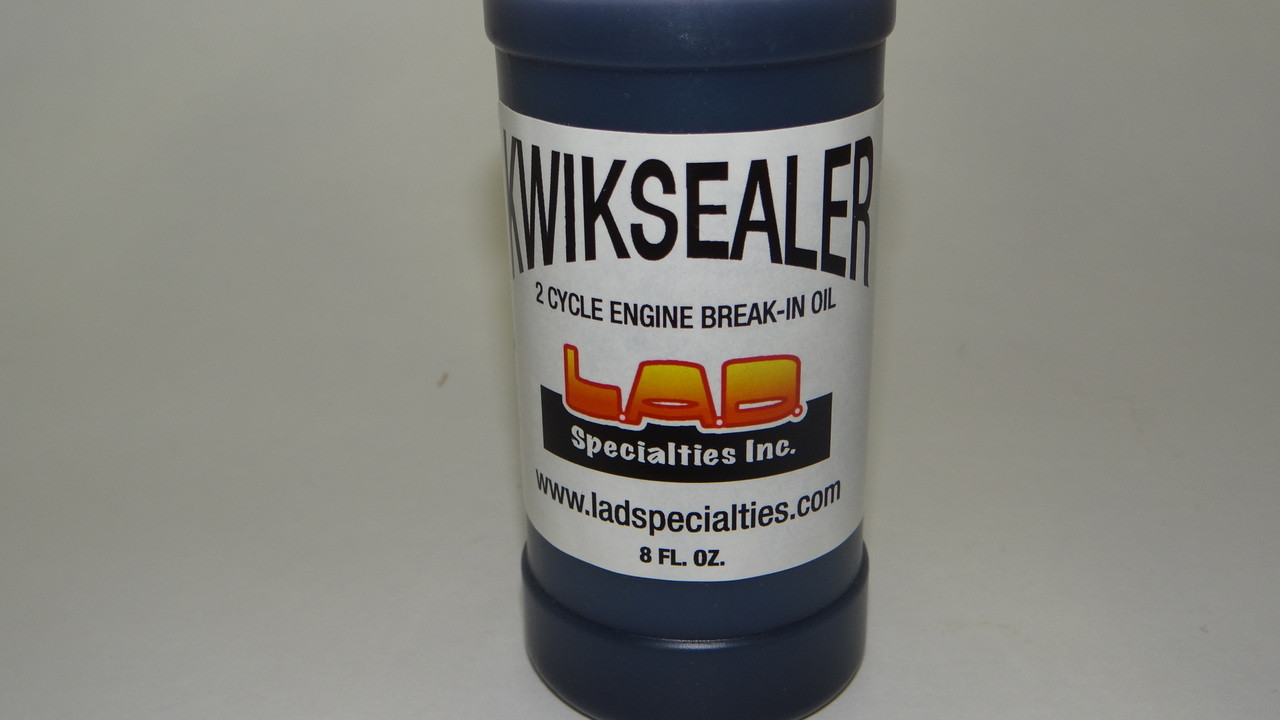 KWIKSEALER
2 CYCLE ENGINE BREAK-IN OIL
L.A.D.
Specialties Inc.
www.ladspecialties.com
8 FL. OZ.